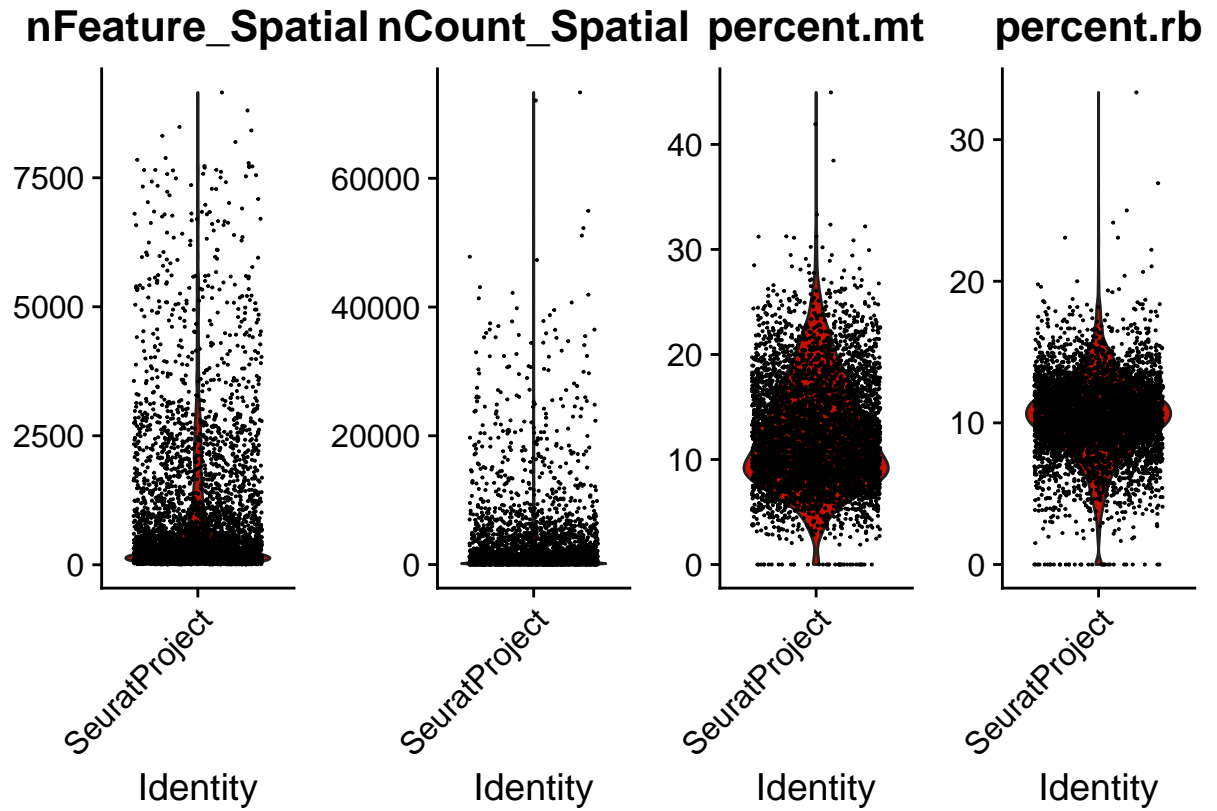 nFeature_Spatial
7500
5000
2500
0
SeuratProject
Identity
nCount_Spatial
60000
40000
20000
0
SeuratProject
Identity
percent.mt
40
30
20
10
0
SeuratProject
Identity
percent.rb
30
20
10
0
SeuratProject
Identity